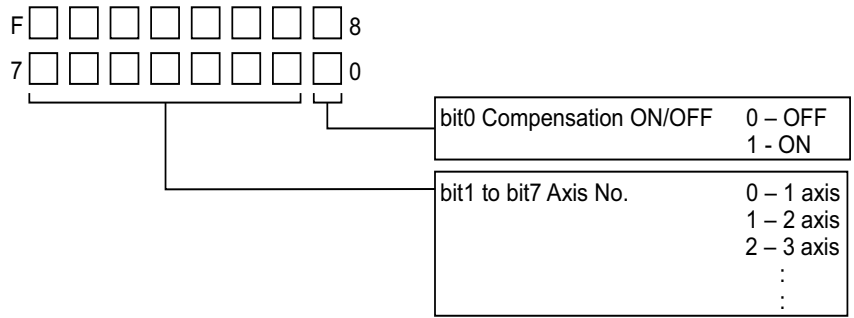 F 8
7 0
bit0 Compensation ON/OFF 0 – OFF
1 - ON
bit1 to bit7 Axis No. 0 – 1 axis
1 – 2 axis
2 – 3 axis
:
: